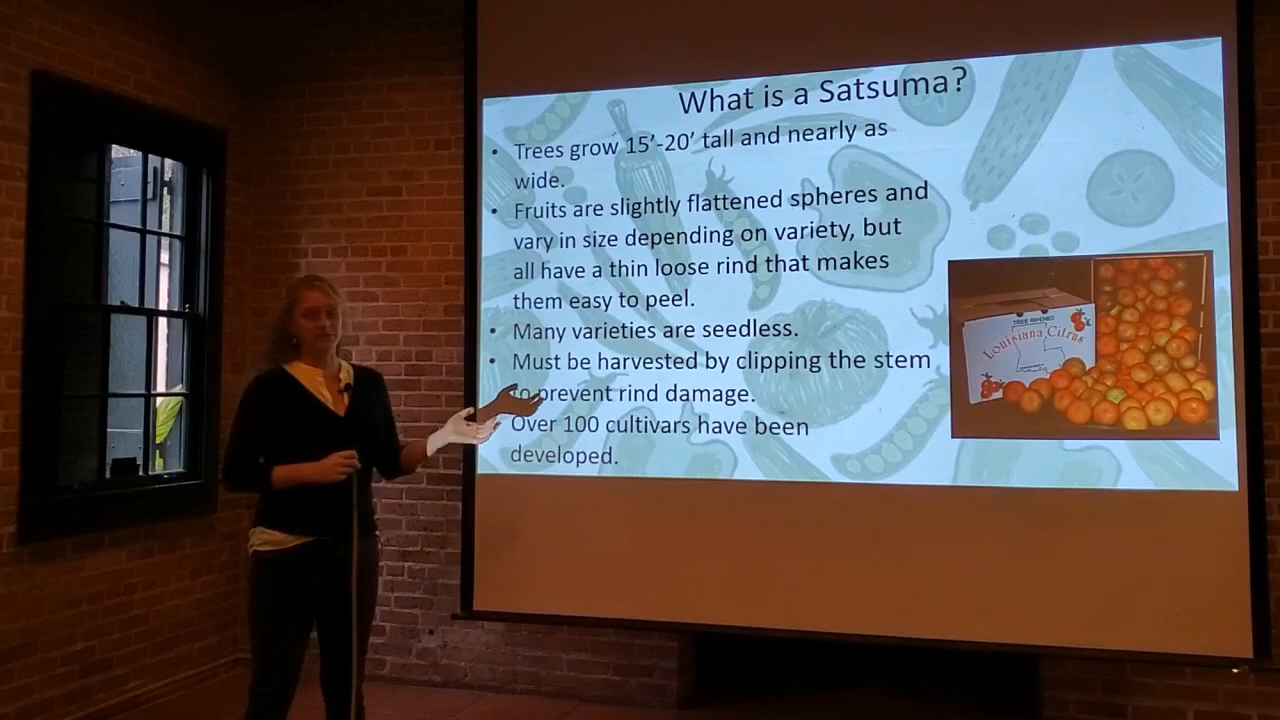 What is a Satsuma?
• Trees grow 15'-20' tall and nearly as
wide.
• Fruits are slightly flattened spheres and
vary in size depending on variety, but
all have a thin loose rind that makes
them easy to peel.
• Many varieties are seedless.
• Must be harvested by clipping the stem
to prevent rind damage.
Over 100 cultivars have been
developed.
TREE RIPENED
Louisiana Citrus